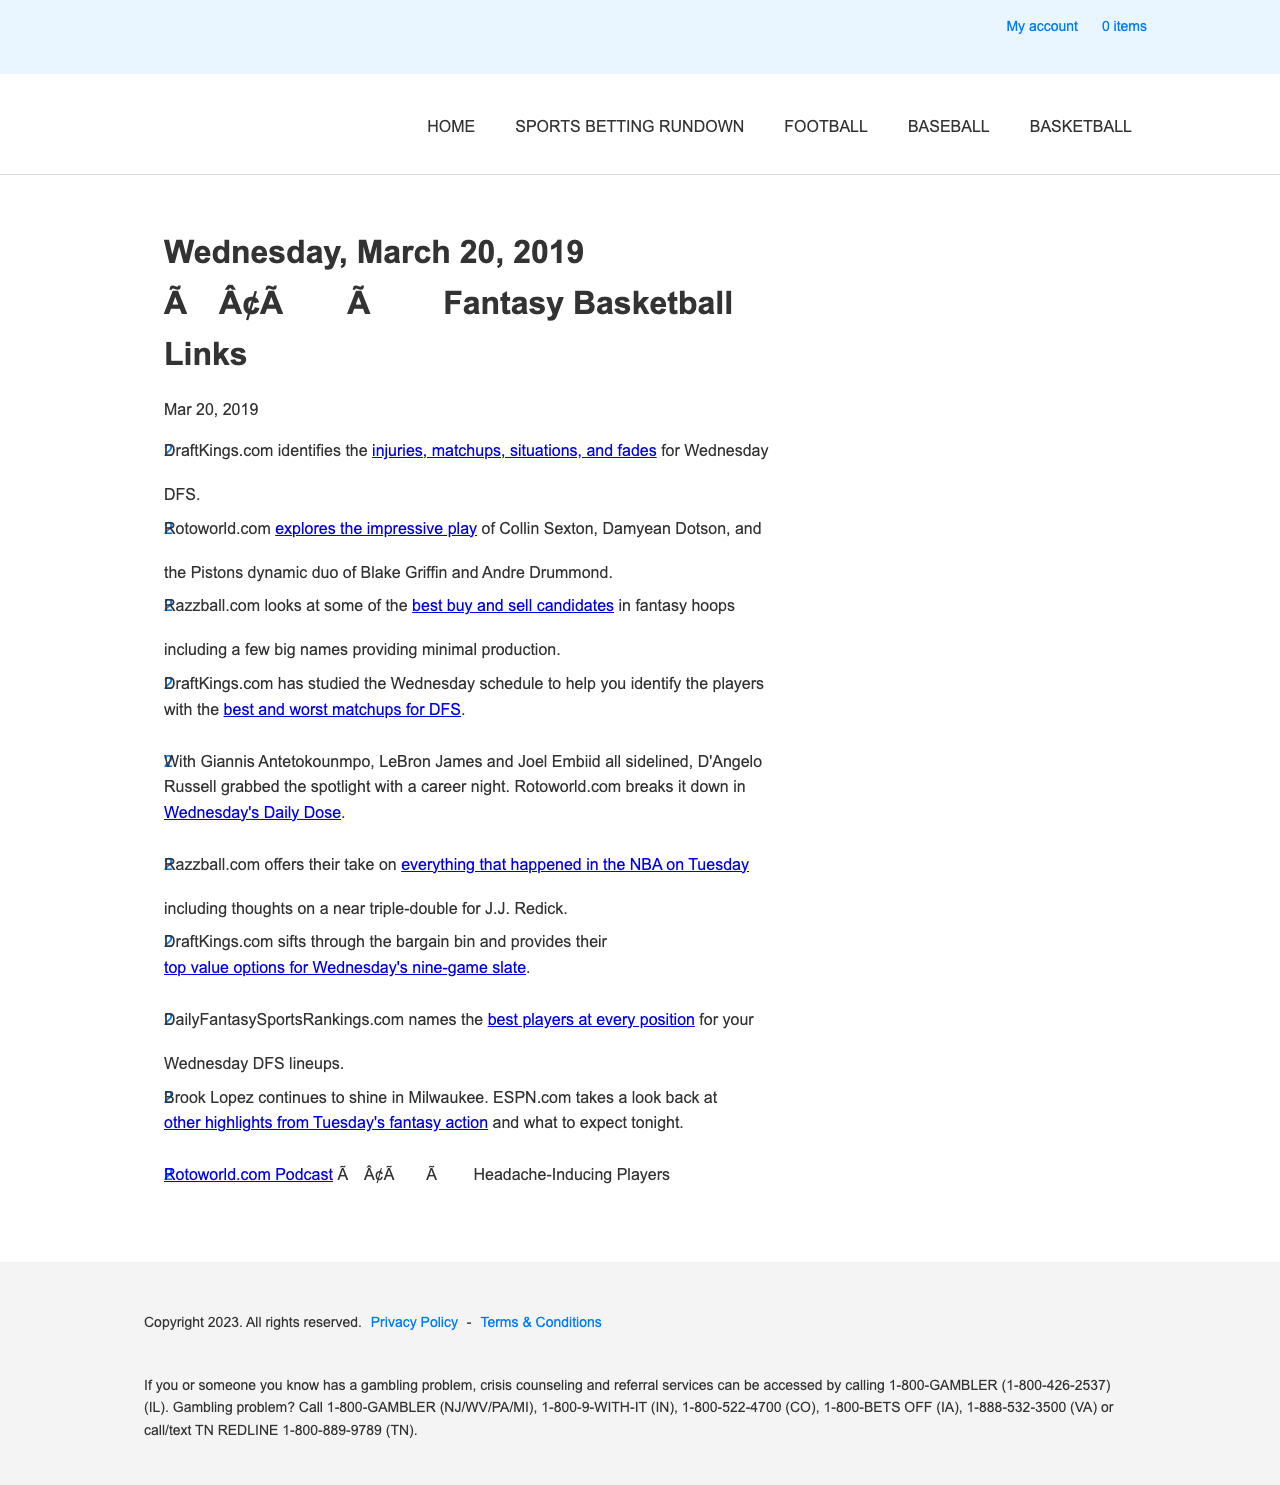 My account 0 items
HOME SPORTS BETTING RUNDOWN FOOTBALL BASEBALL BASKETBALL
Wednesday, March 20, 2019
Ã Â¢Ã Ã Fantasy Basketball
Links
Mar 20, 2019
DraftKings.com identifies the injuries, matchups, situations, and fades for Wednesday
DFS.
Rotoworld.com explores the impressive play of Collin Sexton, Damyean Dotson, and
the Pistons dynamic duo of Blake Griffin and Andre Drummond.
Razzball.com looks at some of the best buy and sell candidates in fantasy hoops
including a few big names providing minimal production.
DraftKings.com has studied the Wednesday schedule to help you identify the players
with the best and worst matchups for DFS.
With Giannis Antetokounmpo, LeBron James and Joel Embiid all sidelined, D'Angelo
Russell grabbed the spotlight with a career night. Rotoworld.com breaks it down in
Wednesday's Daily Dose.
Razzball.com offers their take on everything that happened in the NBA on Tuesday
including thoughts on a near triple-double for J.J. Redick.
DraftKings.com sifts through the bargain bin and provides their
top value options for Wednesday's nine-game slate.
DailyFantasySportsRankings.com names the best players at every position for your
Wednesday DFS lineups.
Brook Lopez continues to shine in Milwaukee. ESPN.com takes a look back at
other highlights from Tuesday's fantasy action and what to expect tonight.
Rotoworld.com Podcast Ã Â¢Ã Ã Headache-Inducing Players
Copyright 2023. All rights reserved. Privacy Policy - Terms & Conditions
If you or someone you know has a gambling problem, crisis counseling and referral services can be accessed by calling 1-800-GAMBLER (1-800-426-2537)
(IL). Gambling problem? Call 1-800-GAMBLER (NJ/WV/PA/MI), 1-800-9-WITH-IT (IN), 1-800-522-4700 (CO), 1-800-BETS OFF (IA), 1-888-532-3500 (VA) or
call/text TN REDLINE 1-800-889-9789 (TN).